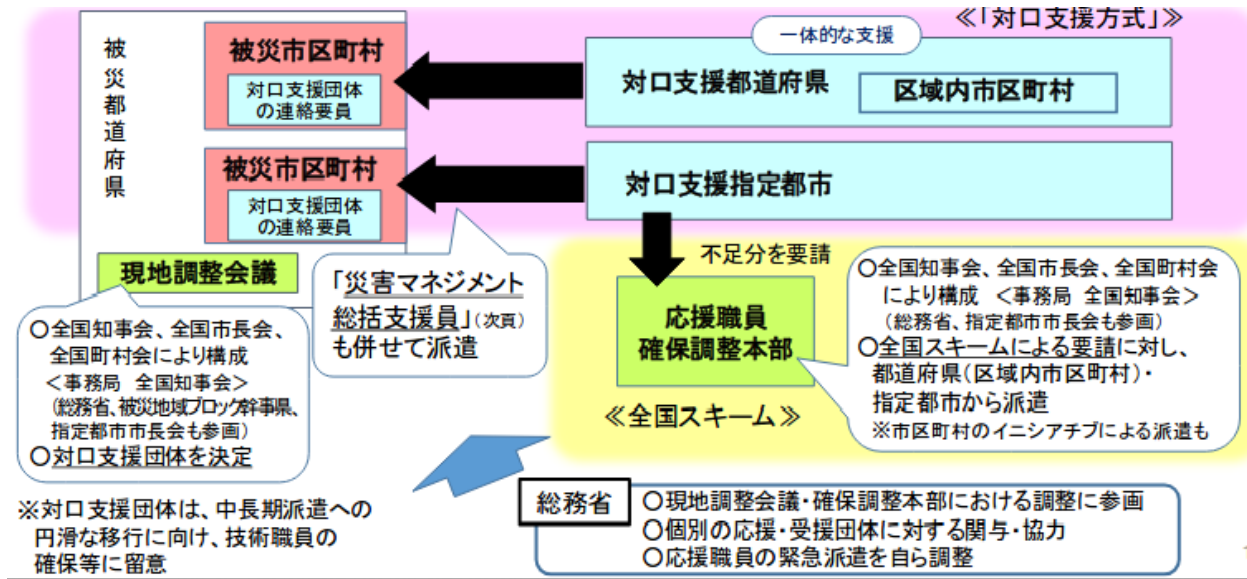 ≪「対口支援方式」≫
被災都道府県
被災市区町村
対口支援団体
の連絡要員
一体的な支援
対口支援都道府県
区域内市区町村
被災市区町村
対口支援団体
の連絡要員
対口支援指定都市
現地調整会議
「災害マネジメント
総括支援員」(次頁)
も併せて派遣
不足分を要請
応援職員
確保調整本部
≪全国スキーム≫
〇全国知事会、全国市長会、全国町村会
により構成 <事務局 全国知事会>
(総務省、指定都市市長会も参画)
〇全国スキームによる要請に対し、
都道府県(区域内市区町村)・
指定都市から派遣
※市区町村のイニシアチブによる派遣も
〇全国知事会、全国市長会、
全国町村会により構成
<事務局 全国知事会>
(総務省、被災地域ブロック幹事県、
指定都市市長会も参画)
〇対口支援団体を決定
※対口支援団体は、中長期派遣への
円滑な移行に向け、技術職員の
確保等に留意
総務省
〇現地調整会議・確保調整本部における調整に参画
〇個別の応援・受援団体に対する関与・協力
〇応援職員の緊急派遣を自ら調整